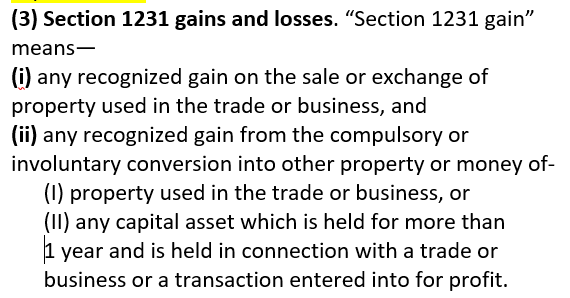 (3) Section 1231 gains and losses. “Section 1231 gain”
means—
(i) any recognized gain on the sale or exchange of
property used in the trade or business, and
(ii) any recognized gain from the compulsory or
involuntary conversion into other property or money of-
(I) property used in the trade or business, or
(II) any capital asset which is held for more than
1 year and is held in connection with a trade or
business or a transaction entered into for profit.